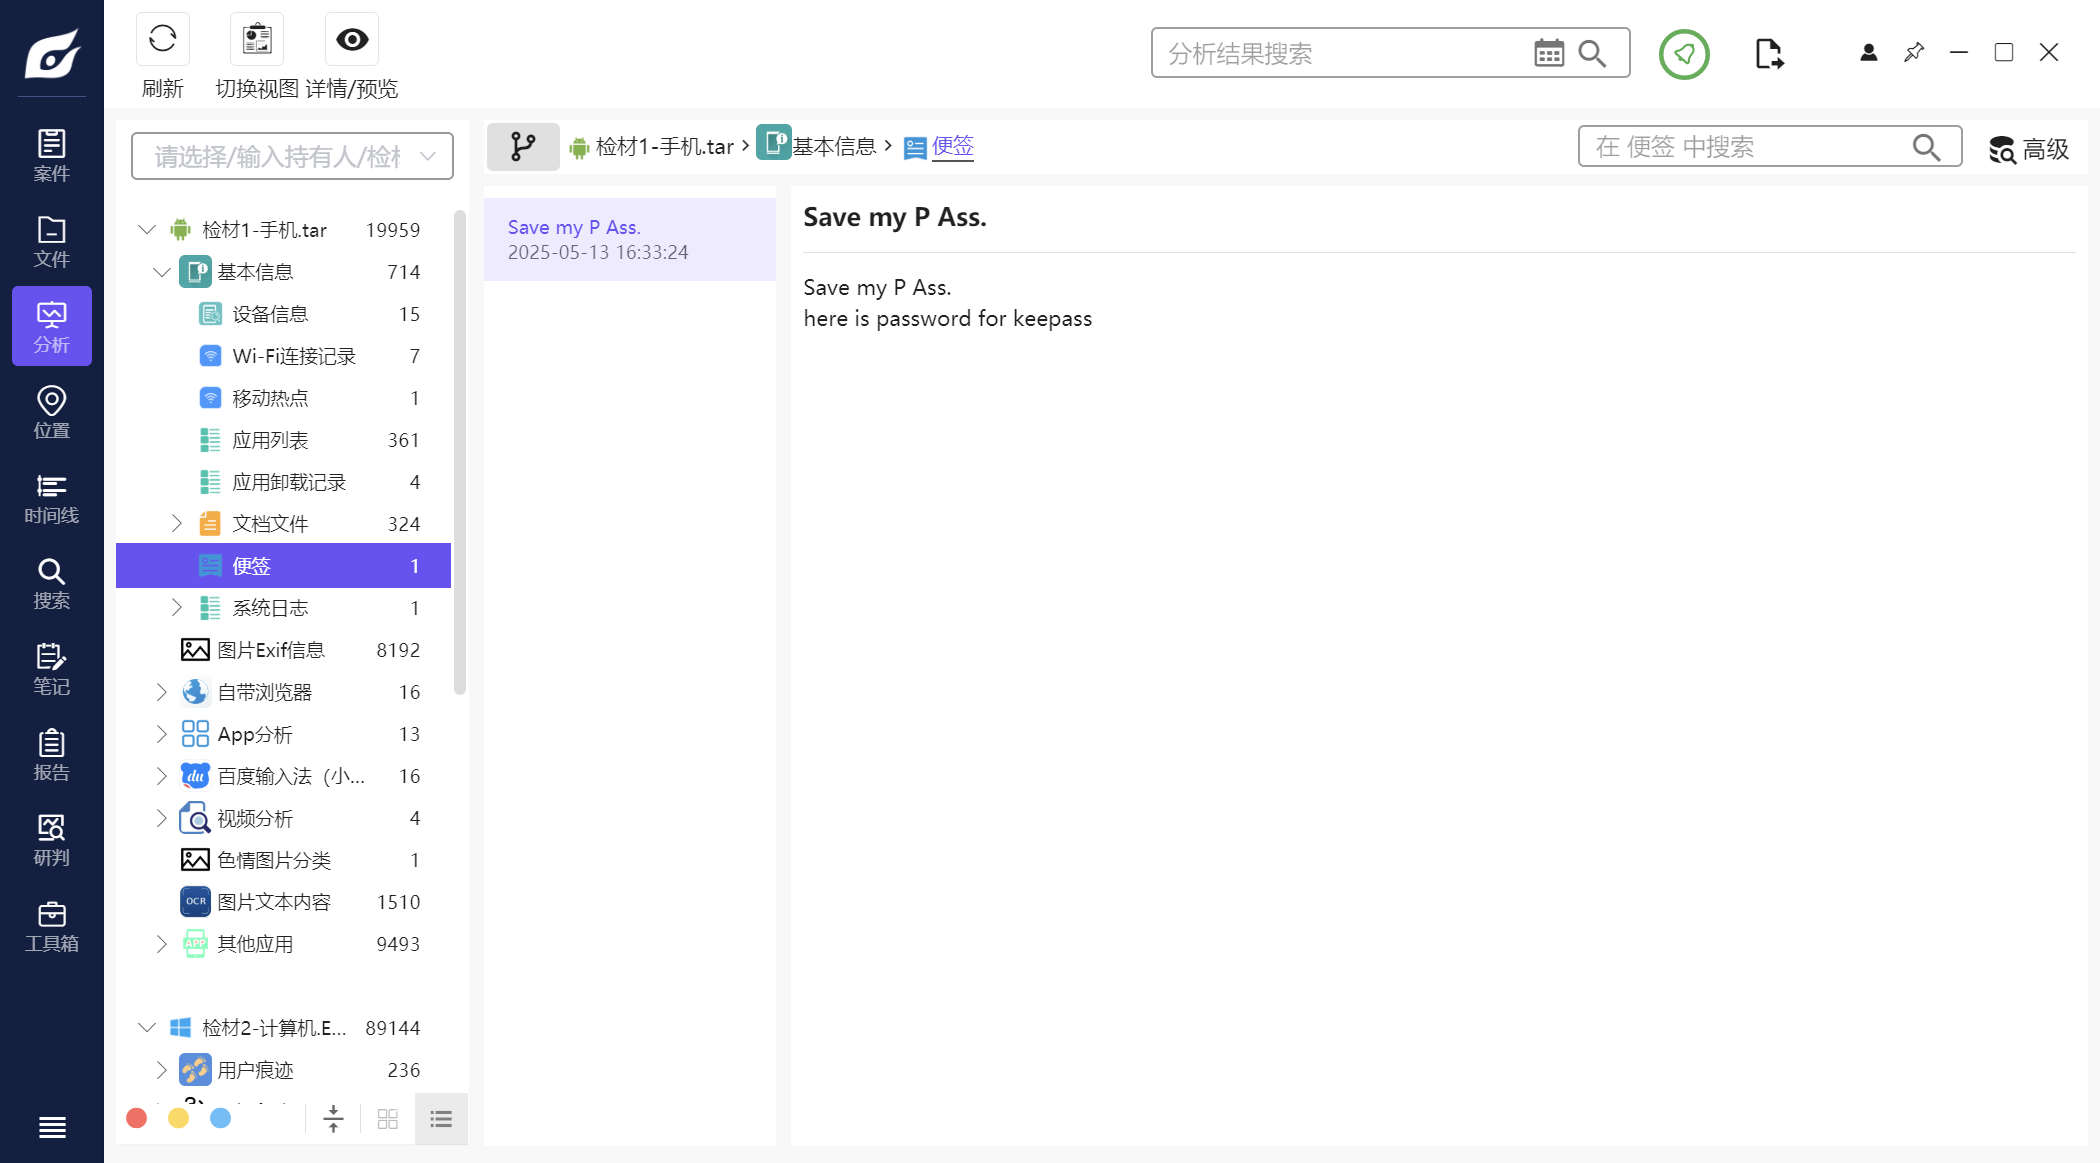 刷新
切换视图
详情/预览
分析结果搜索
案件
文件
分析
位置
时间线
搜索
笔记
报告
研判
工具箱
请选择/输入持有人/检
检材1-手机.tar 19959
基本信息 714
设备信息 15
Wi-Fi连接记录 7
移动热点 1
应用列表 361
应用卸载记录 4
文档文件 324
便签 1
系统日志 1
图片Exif信息 8192
自带浏览器 16
App分析 13
du 百度输入法（小... 16
视频分析 4
色情图片分类 1
OCR 图片文本内容 1510
APP 其他应用 9493
检材2-计算机.E... 89144
用户痕迹 236
检材1-手机.tar › 基本信息 › 便签
在 便签 中搜索
高级
Save my P Ass.
2025-05-13 16:33:24
Save my P Ass.
Save my P Ass.
here is password for keepass